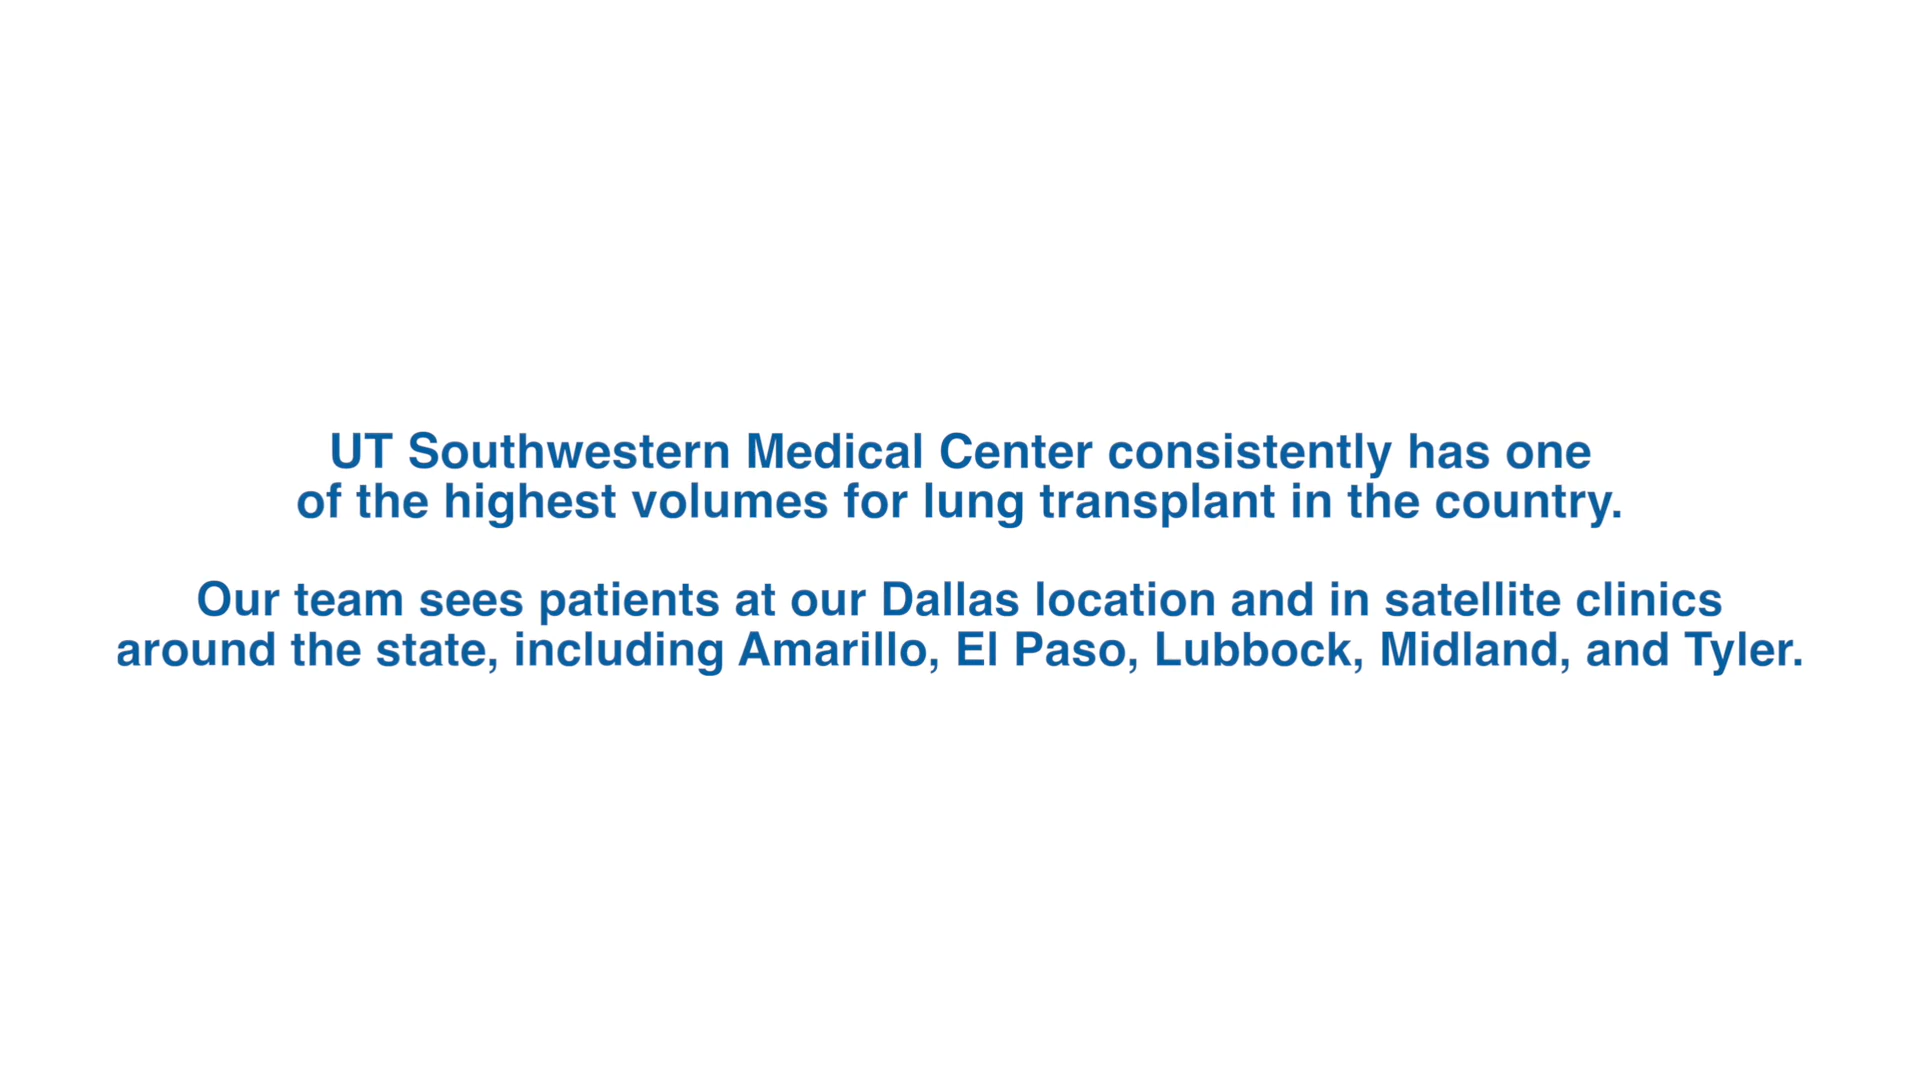 UT Southwestern Medical Center consistently has one
of the highest volumes for lung transplant in the country.
Our team sees patients at our Dallas location and in satellite clinics
around the state, including Amarillo, El Paso, Lubbock, Midland, and Tyler.